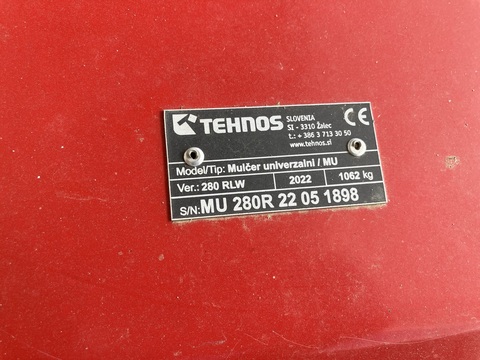 TEHNOS
SLOVENIA
SI - 3310 Žalec
t.: + 386 3 713 30 50
www.tehnos.si
CE
Model/Tip: Mulčer univerzalni / MU
Ver.: 280 RLW 2022 1062 kg
S/N: MU 280R 22 05 1898